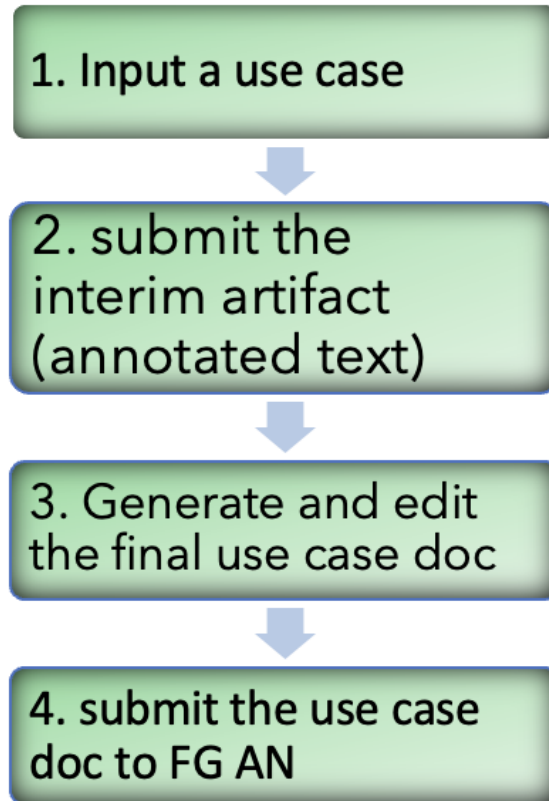 1. Input a use case
2. submit the
interim artifact
(annotated text)
3. Generate and edit
the final use case doc
4. submit the use case
doc to FG AN